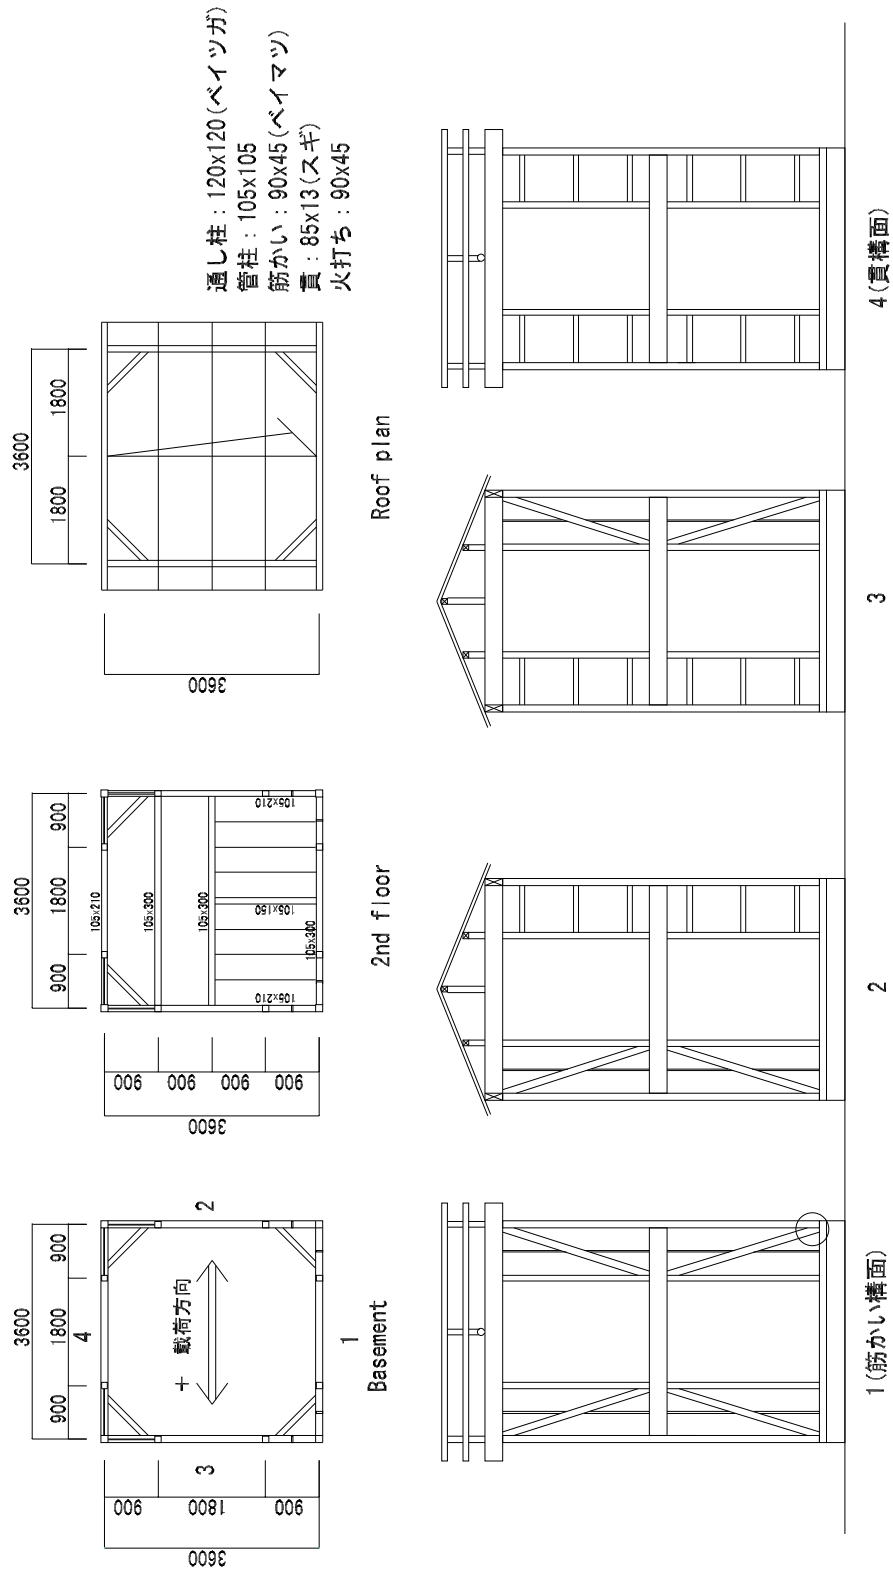 3600
900 1800 900
4
900
3 1800 2
900
3600
+ 載荷方向
1
Basement
3600
900 1800 900
900
900
900
900
3600
105x210
105x300
105x300
105x210 105x150 105x210
105x300
2nd floor
3600
1800 1800
3600
Roof plan
通し柱：120x120(ベイツガ)
管柱：105x105
筋かい：90x45(ベイマツ)
貫：85x13(スギ)
火打ち：90x45
1(筋かい構面)
2
3
4(貫構面)